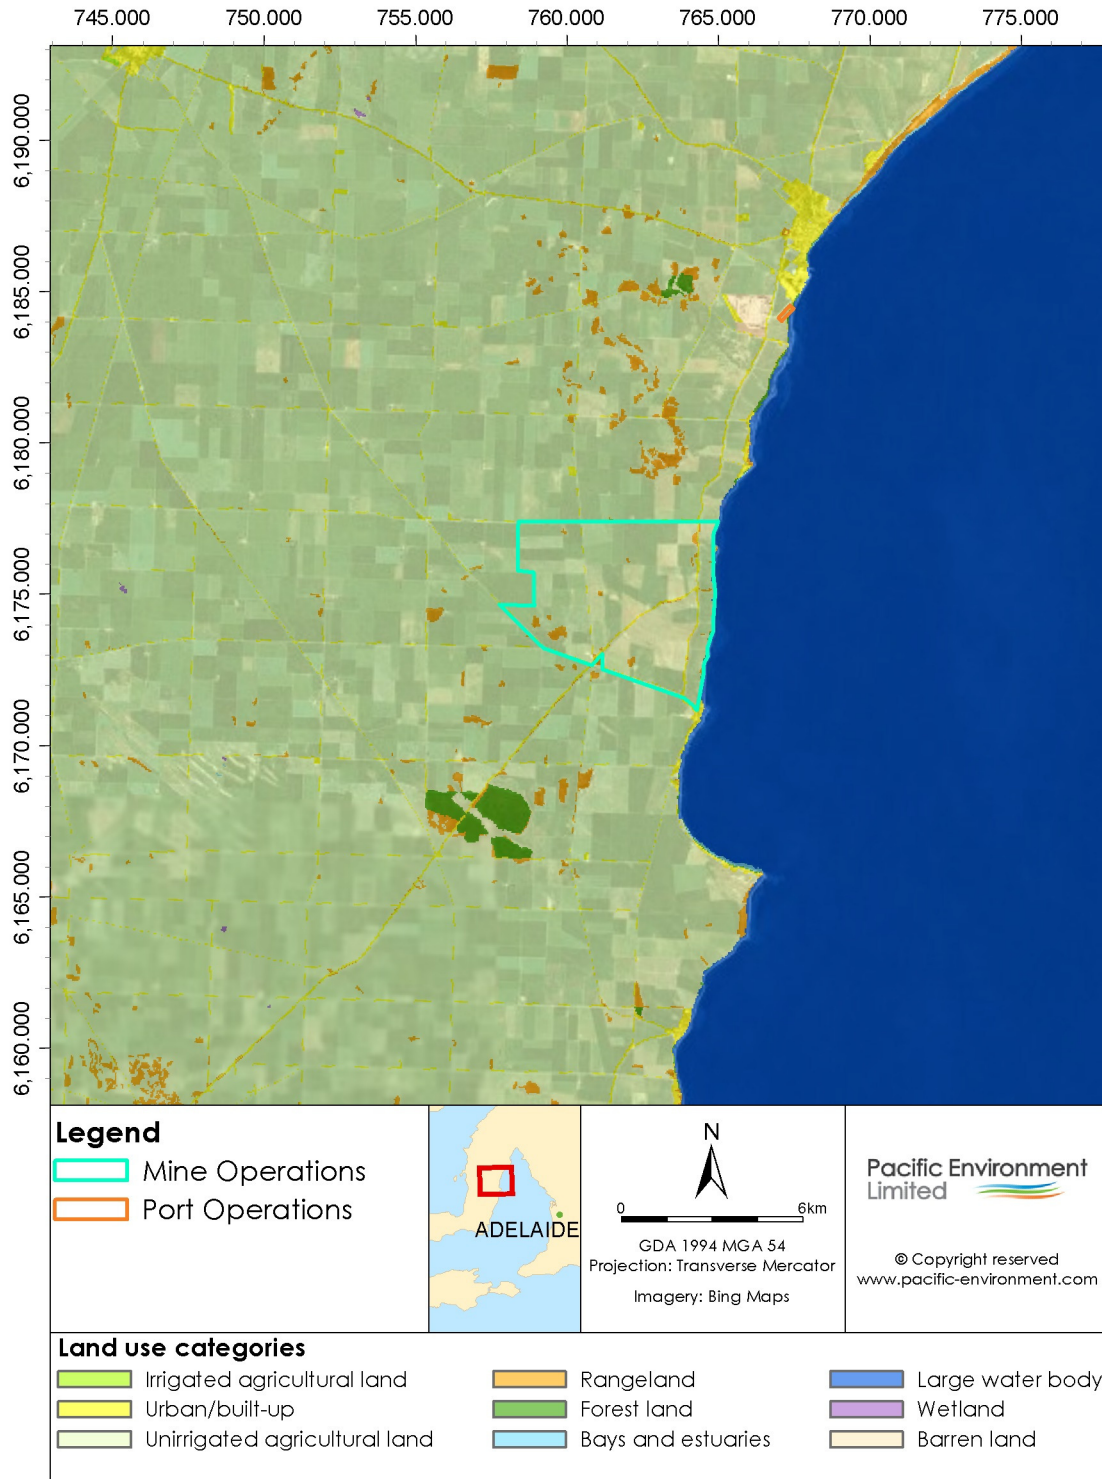 745.000 750.000 755.000 760.000 765.000 770.000 775.000
6,190.000
6,185.000
6,180.000
6,175.000
6,170.000
6,165.000
6,160.000
Legend
Mine Operations
Port Operations
ADELAIDE
N
0 6km
GDA 1994 MGA 54
Projection: Transverse Mercator
Imagery: Bing Maps
Pacific Environment
Limited
© Copyright reserved
www.pacific-environment.com
Land use categories
Irrigated agricultural land
Urban/built-up
Unirrigated agricultural land
Rangeland
Forest land
Bays and estuaries
Large water body
Wetland
Barren land